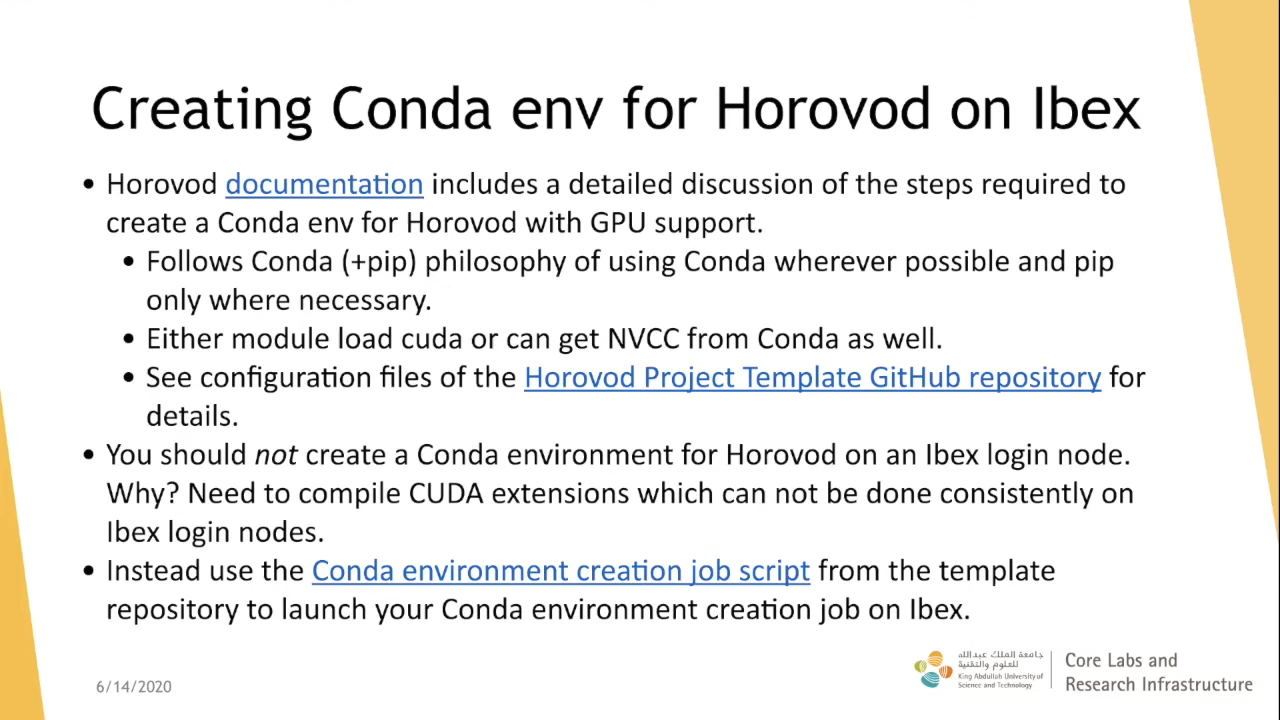 Creating Conda env for Horovod on Ibex
• Horovod documentation includes a detailed discussion of the steps required to
create a Conda env for Horovod with GPU support.
• Follows Conda (+pip) philosophy of using Conda wherever possible and pip
only where necessary.
• Either module load cuda or can get NVCC from Conda as well.
• See configuration files of the Horovod Project Template GitHub repository for
details.
• You should not create a Conda environment for Horovod on an Ibex login node.
Why? Need to compile CUDA extensions which can not be done consistently on
Ibex login nodes.
• Instead use the Conda environment creation job script from the template
repository to launch your Conda environment creation job on Ibex.
6/14/2020
جامعة الملك عبدالله
للعلوم والتقنية
King Abdullah University of
Science and Technology
Core Labs and
Research Infrastructure